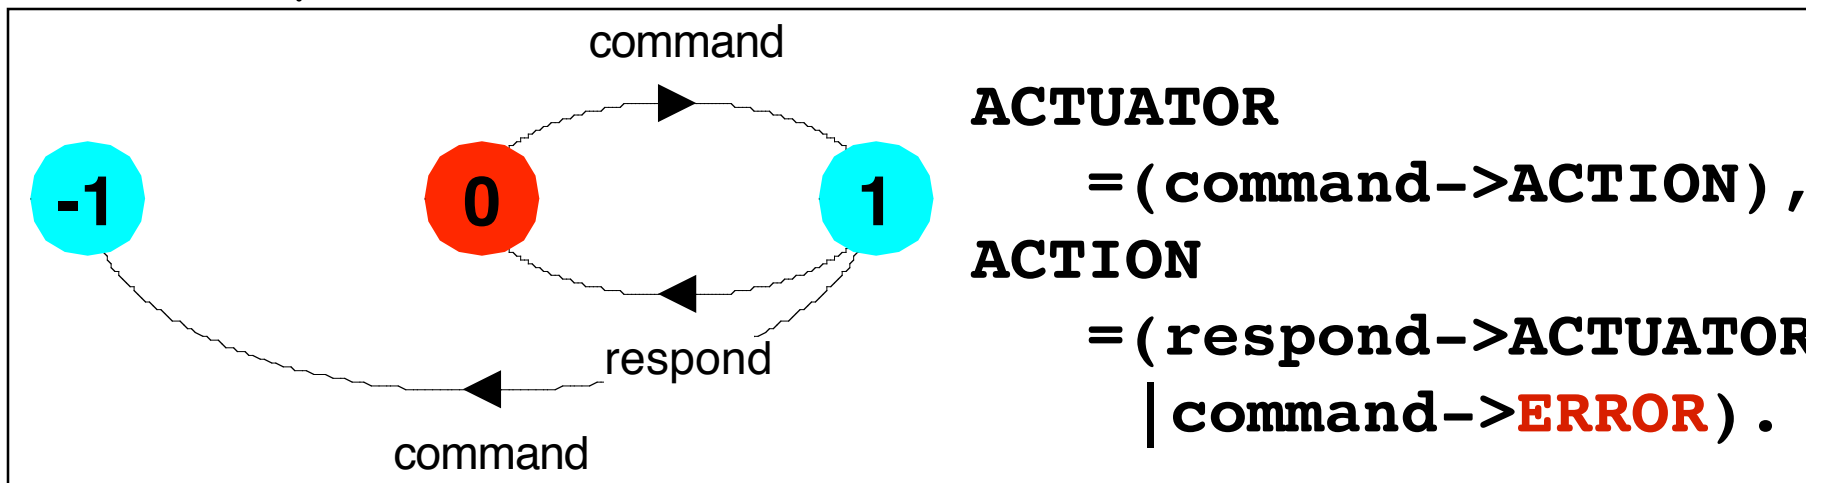 command
-1 0 1
respond
command
ACTUATOR
=(command->ACTION),
ACTION
=(respond->ACTUATOR
|command->ERROR).